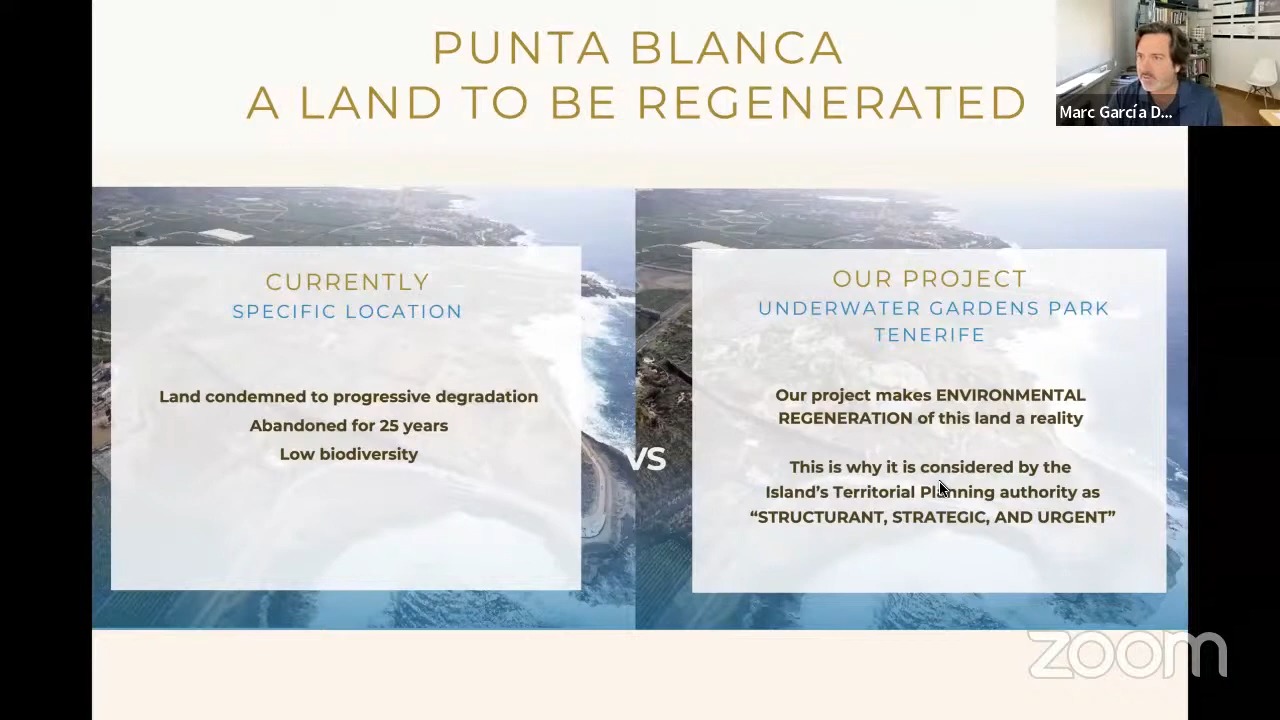 PUNTA BLANCA
A LAND TO BE REGENERATED
Marc García D...
CURRENTLY
SPECIFIC LOCATION
Land condemned to progressive degradation
Abandoned for 25 years
Low biodiversity
VS
OUR PROJECT
UNDERWATER GARDENS PARK
TENERIFE
Our project makes ENVIRONMENTAL
REGENERATION of this land a reality
This is why it is considered by the
Island's Territorial Planning authority as
“STRUCTURANT, STRATEGIC, AND URGENT”
zoom